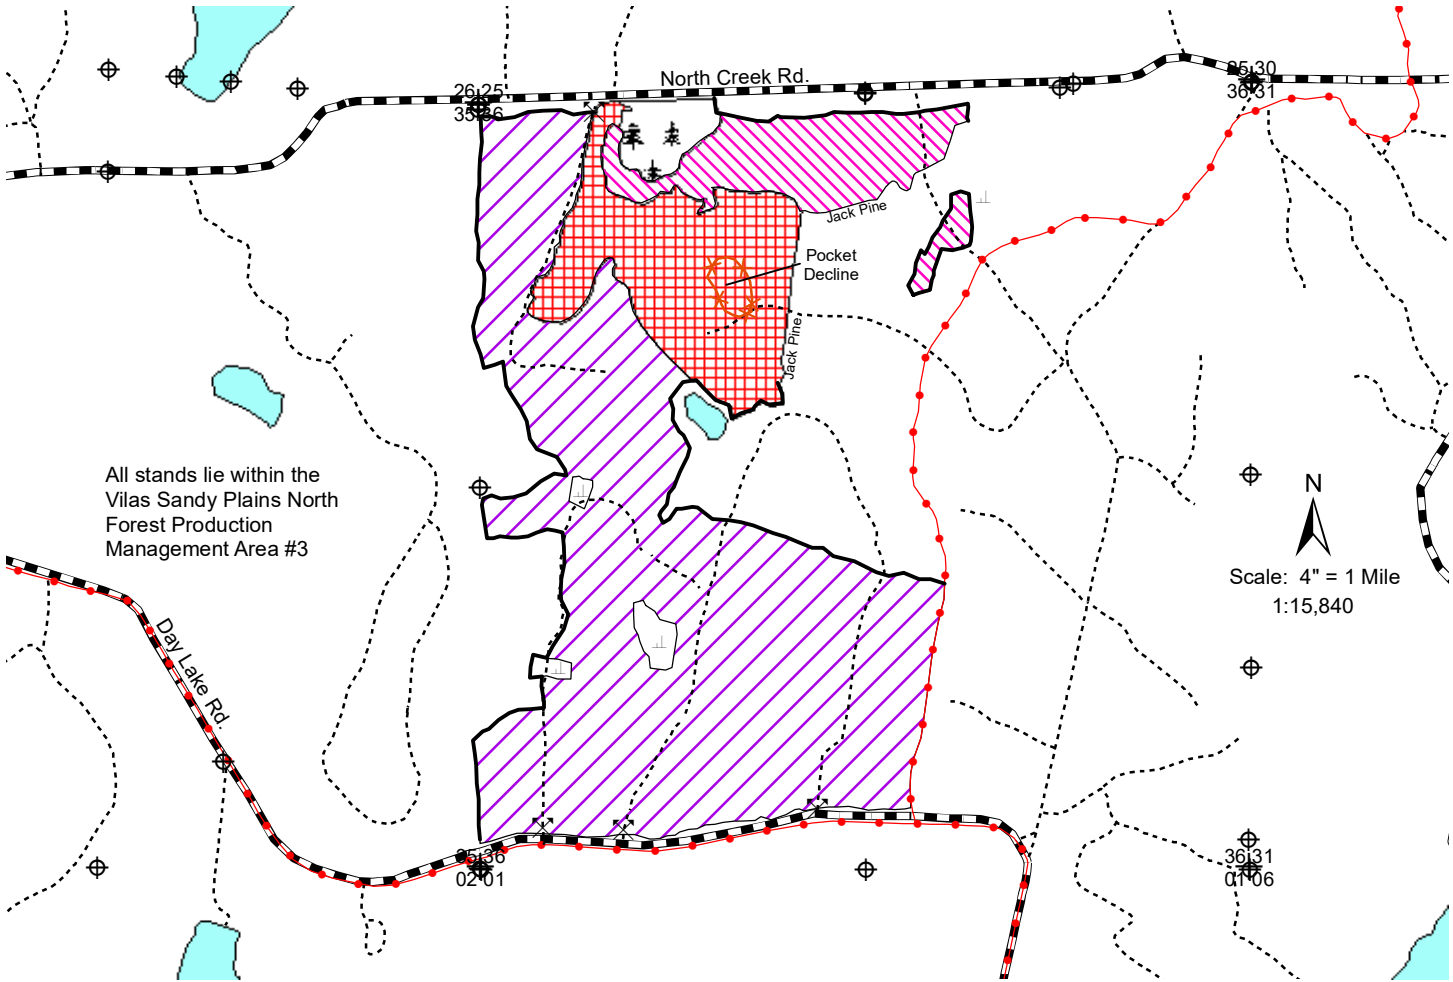 North Creek Rd.
26 25
35 36
25 30
36 31
Jack Pine
Pocket
Decline
Jack Pine
All stands lie within the
Vilas Sandy Plains North
Forest Production
Management Area #3
N
Scale:  4" = 1 Mile
1:15,840
Day Lake Rd.
35 36
02 01
36 31
01 06